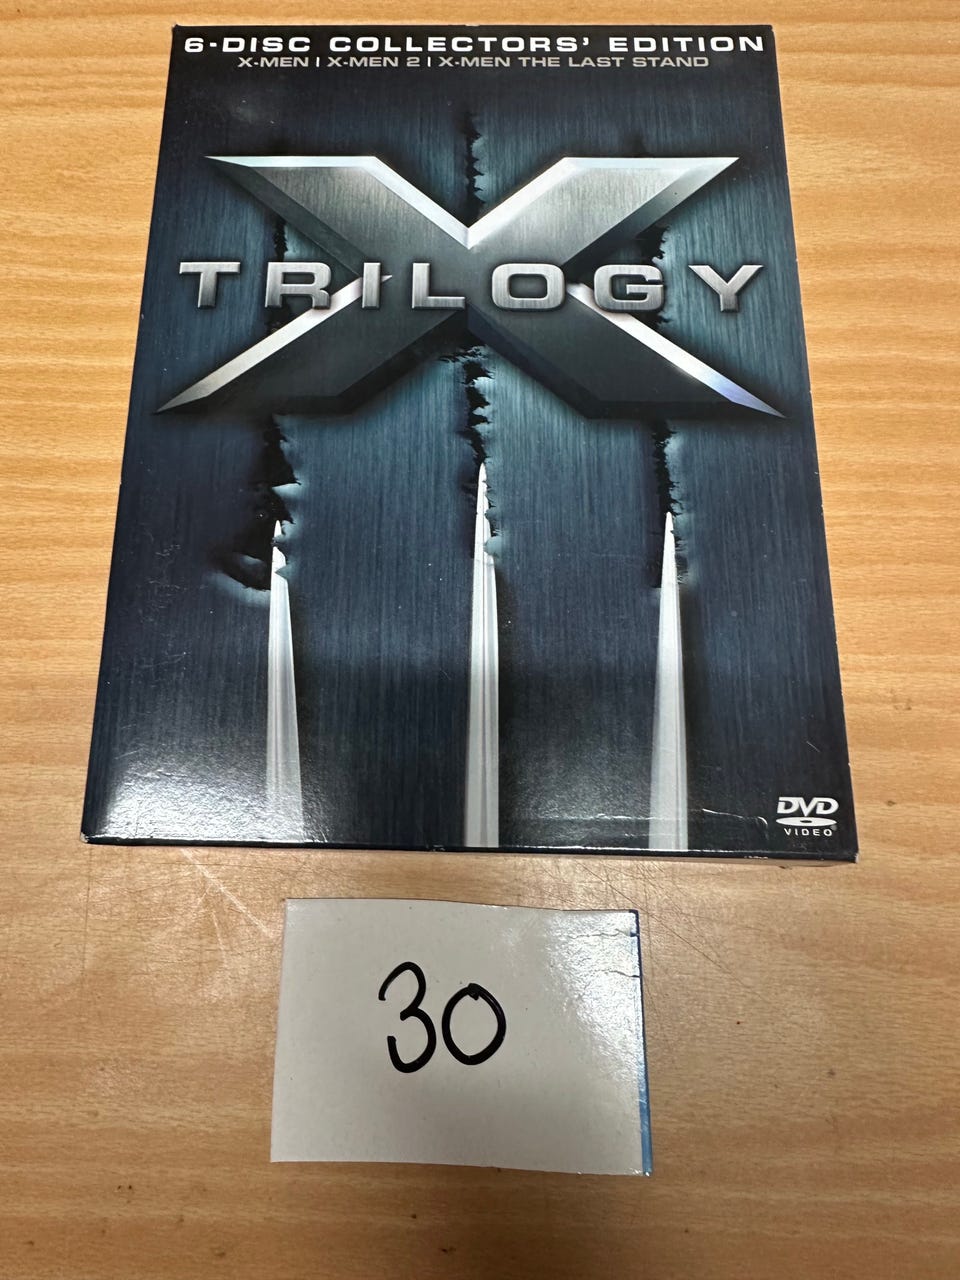 6-DISC COLLECTORS' EDITION
X-MEN | X-MEN 2 | X-MEN THE LAST STAND
X
TRILOGY
DVD
VIDEO
30